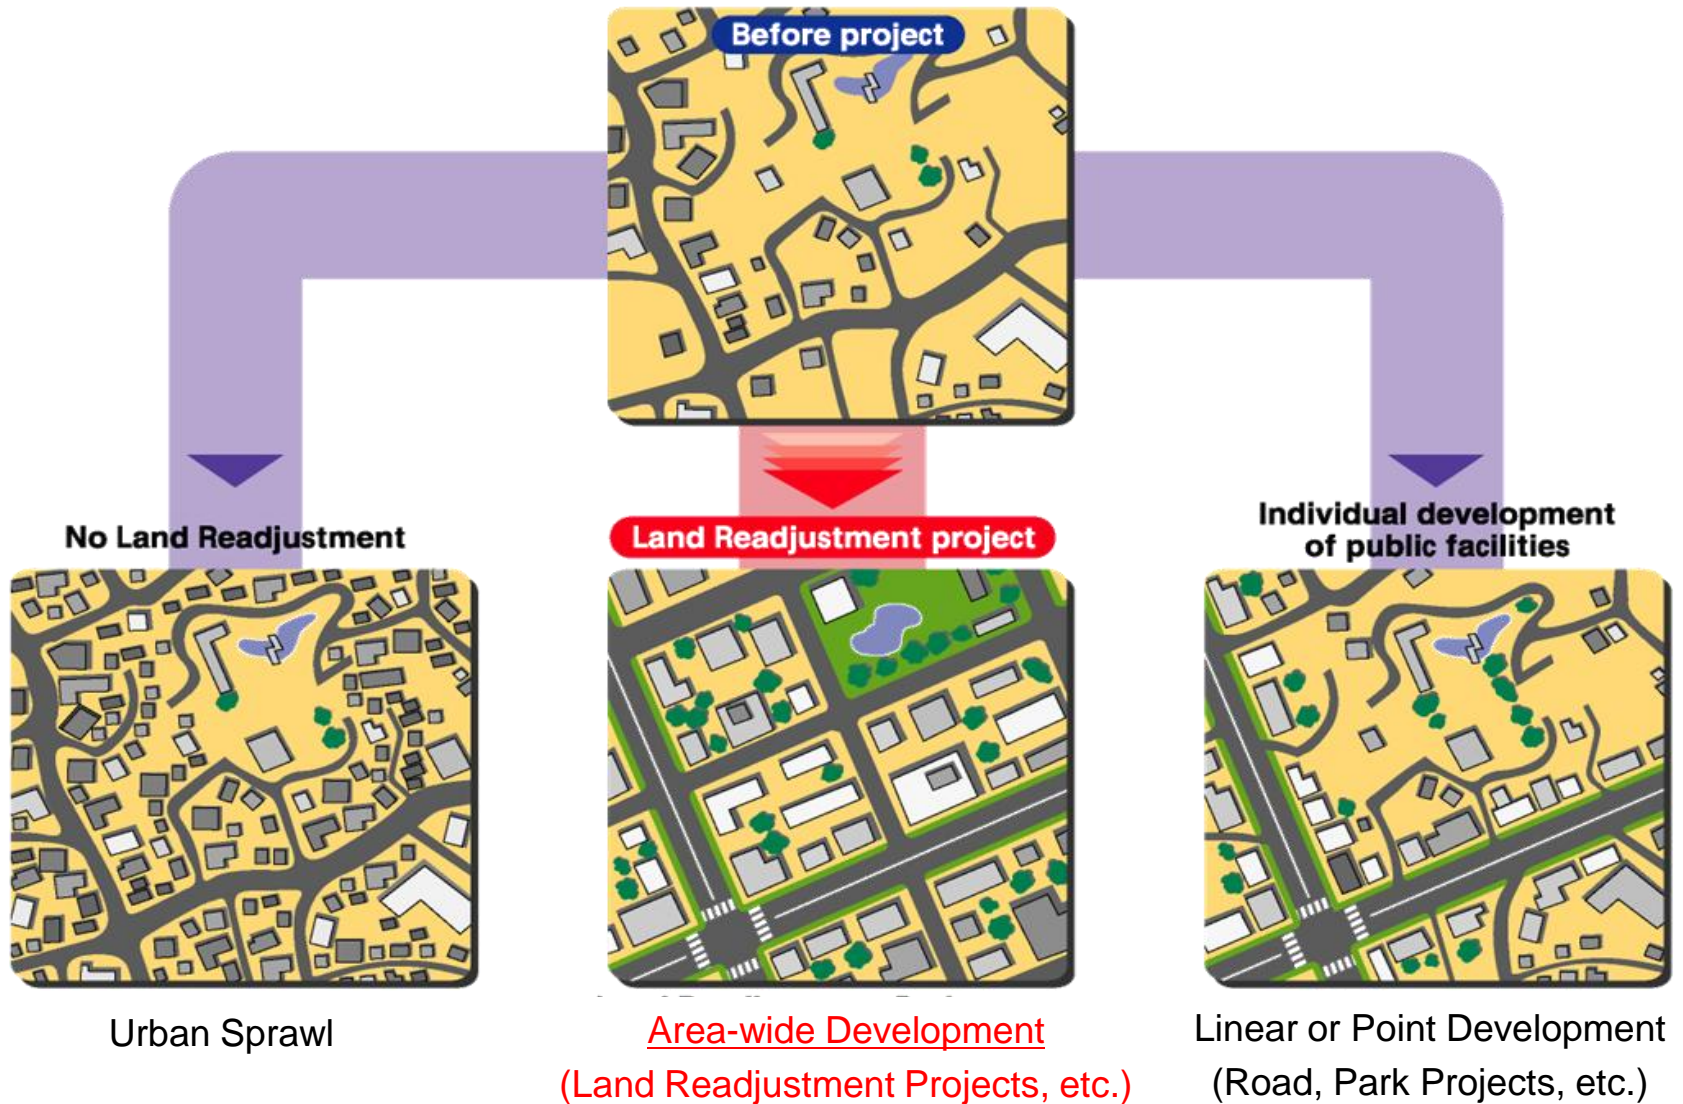 Before project
No Land Readjustment
Land Readjustment project
Individual development
of public facilities
Urban Sprawl
Area-wide Development
(Land Readjustment Projects, etc.)
Linear or Point Development
(Road, Park Projects, etc.)